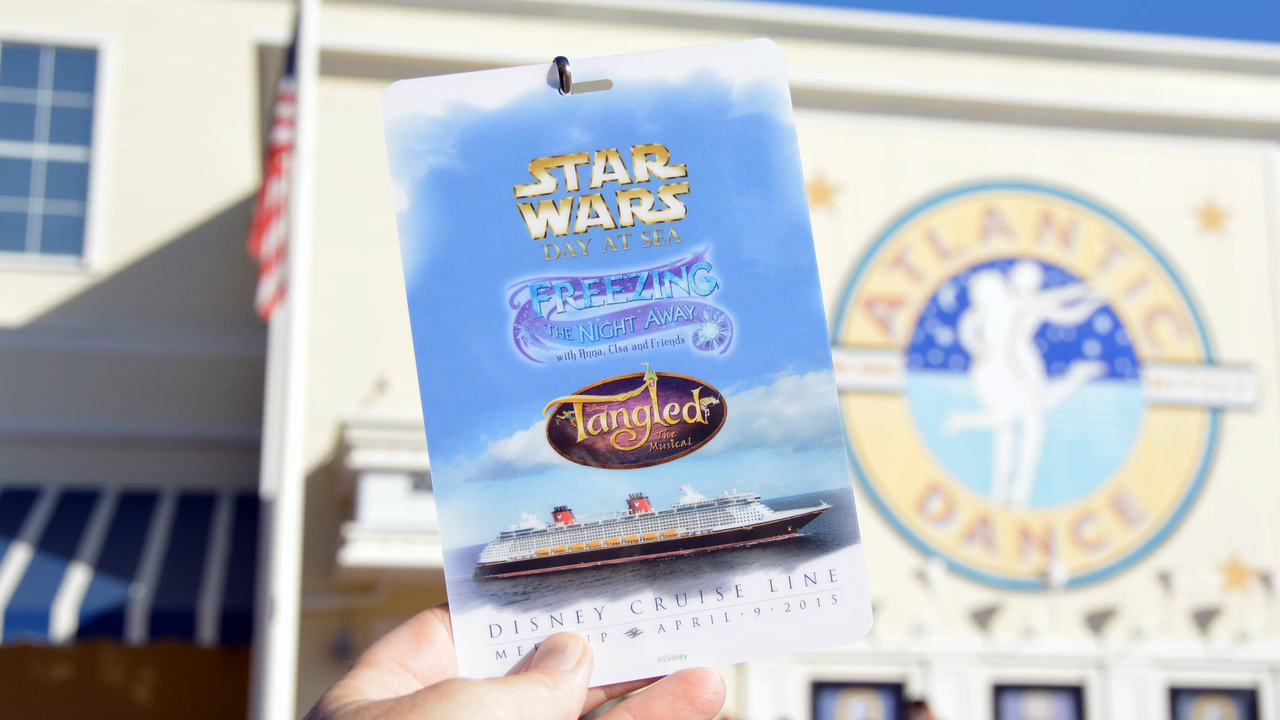 STAR
WARS
DAY AT SEA
FREEZING
THE NIGHT AWAY
with Anna, Elsa and Friends
Disney
Tangled
The
Musical
DISNEY CRUISE LINE
APRIL·9·2015
©Disney
ATLANTIC
DANCE